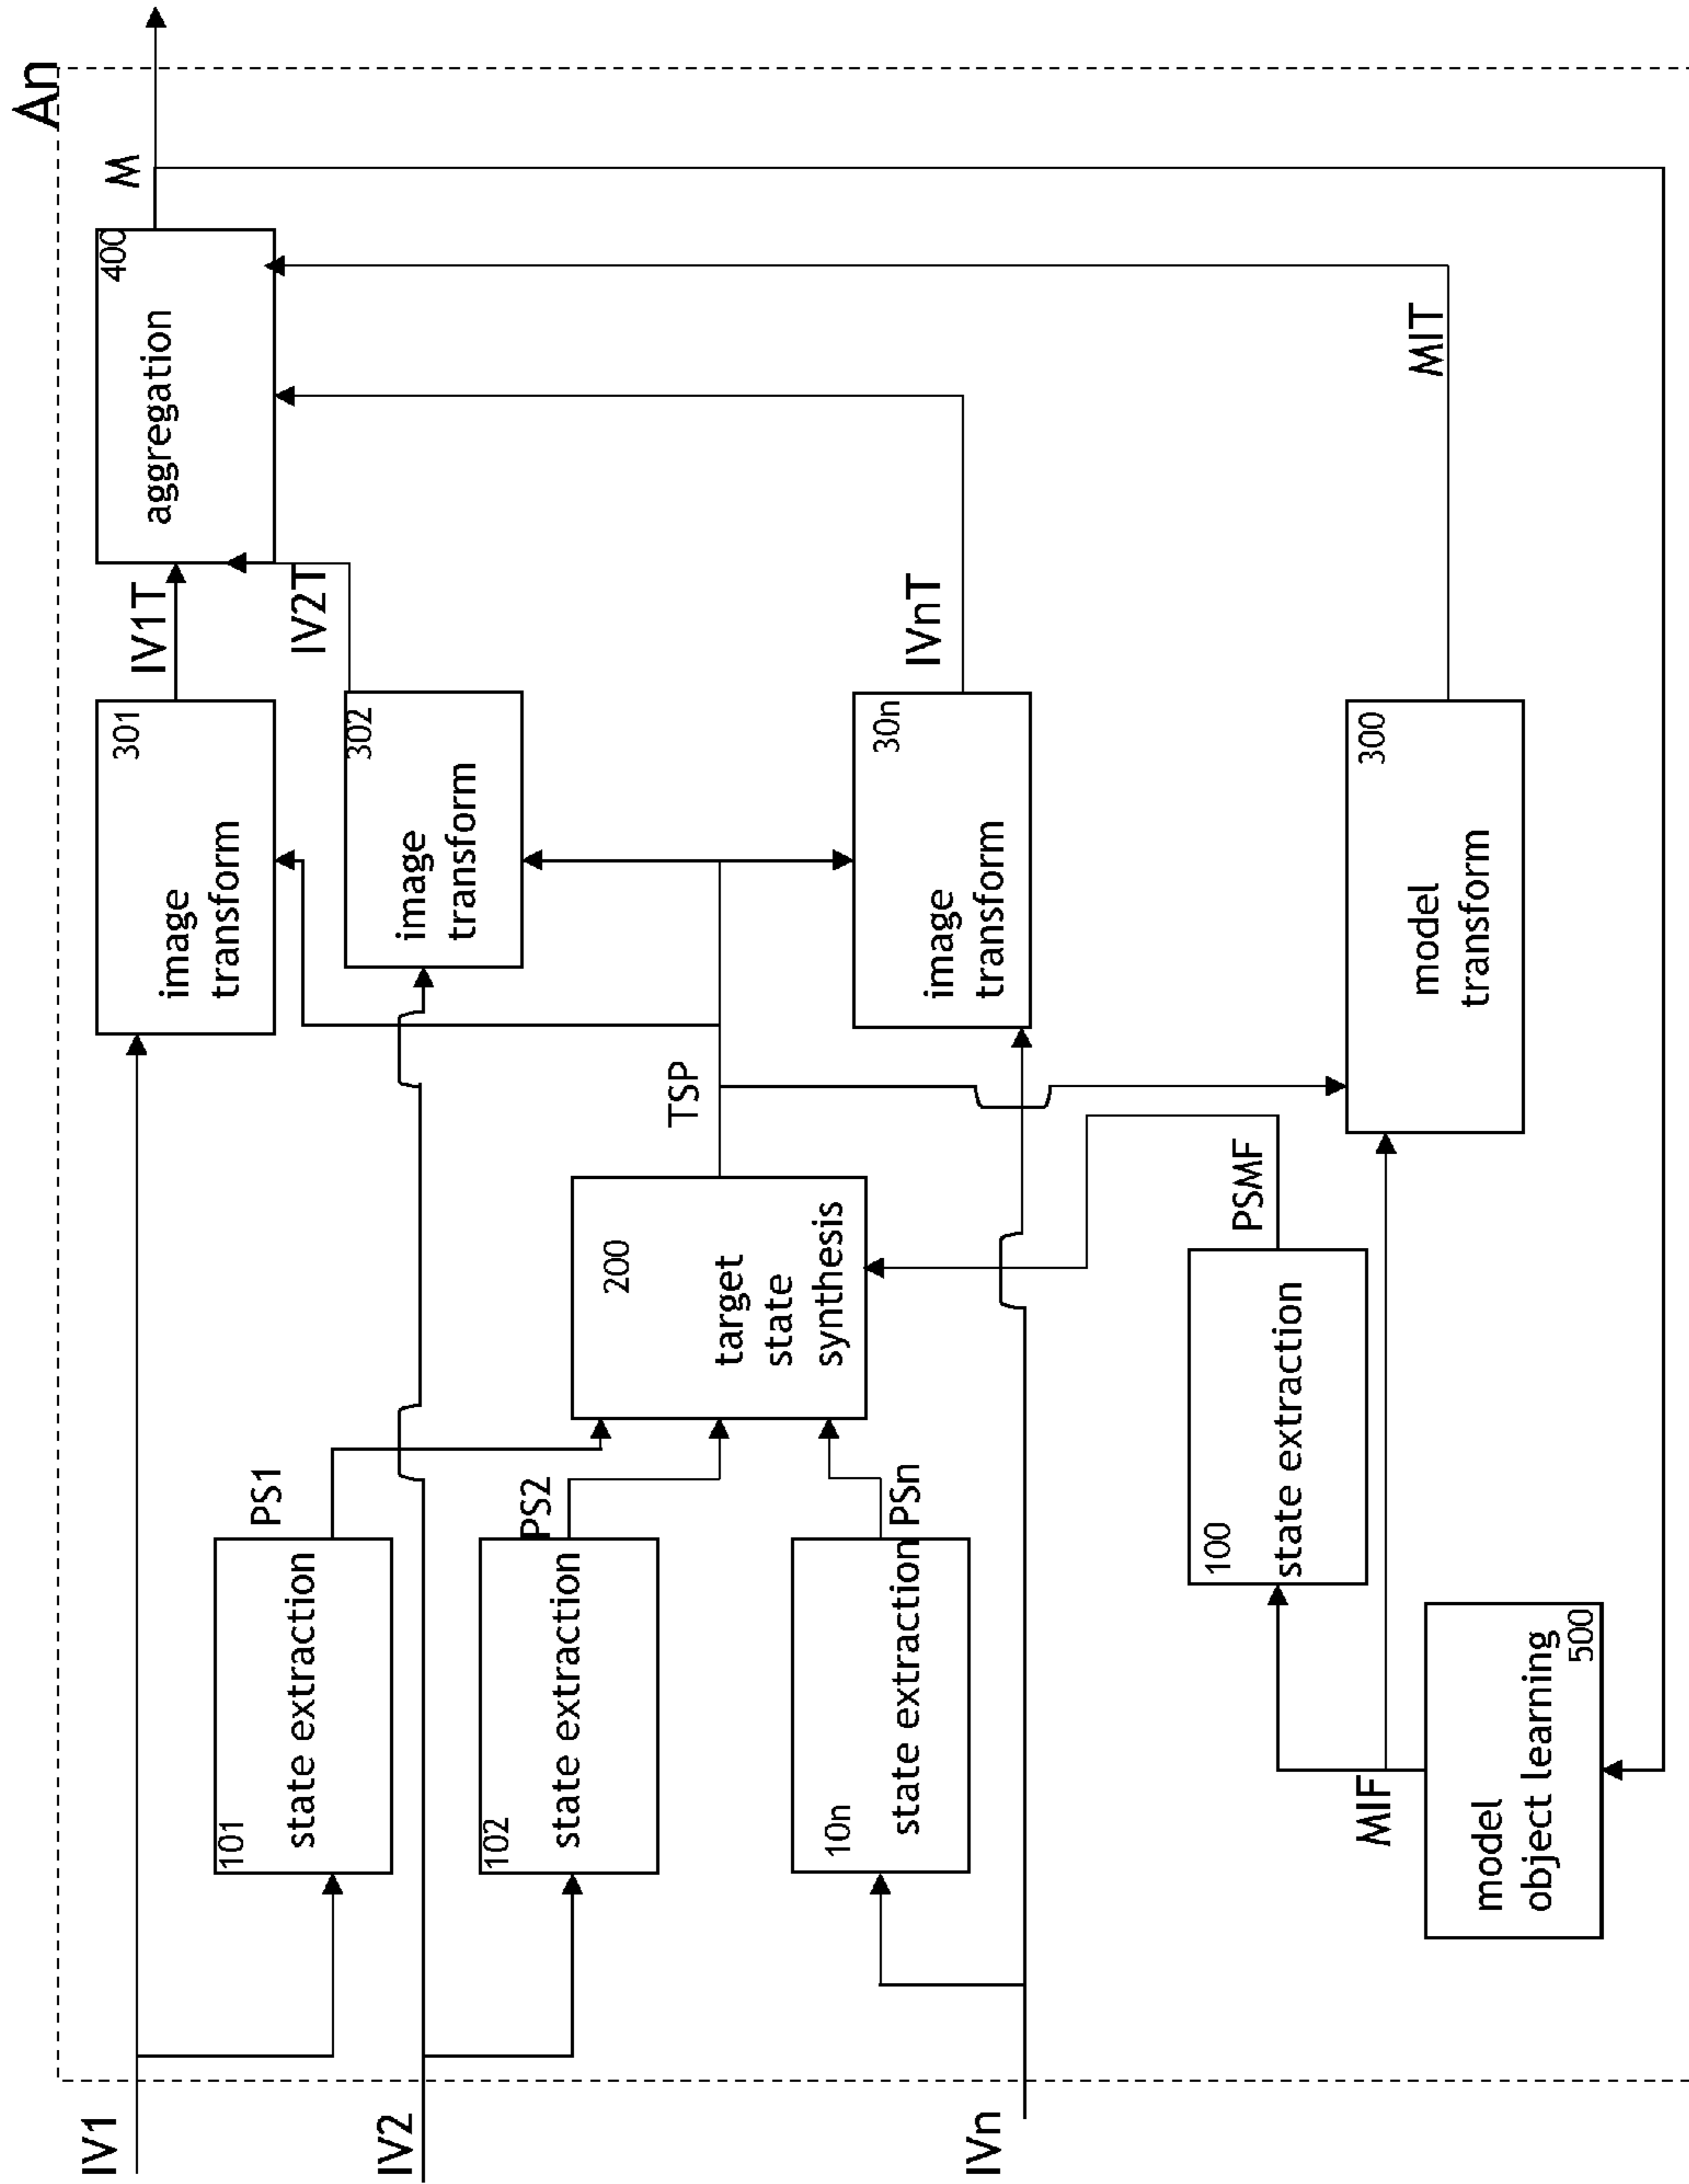 An
IV1
IV2
IVn
101
state extraction
PS1
102
state extraction
PS2
10n
state extraction
PSn
200
target
state
synthesis
TSP
301
image
transform
IV1T
302
image
transform
IV2T
30n
image
transform
IVnT
400
aggregation
M
model
object learning
500
MIF
100
state extraction
PSMF
300
model
transform
MIT